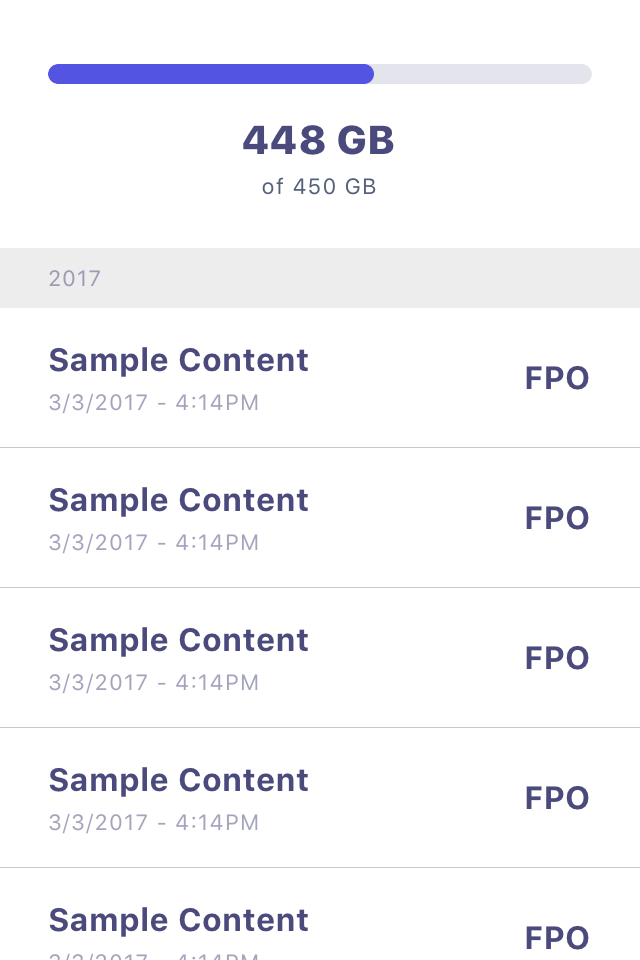 448 GB
of 450 GB
2017
Sample Content
3/3/2017 - 4:14PM
FPO
Sample Content
3/3/2017 - 4:14PM
FPO
Sample Content
3/3/2017 - 4:14PM
FPO
Sample Content
3/3/2017 - 4:14PM
FPO
Sample Content
FPO